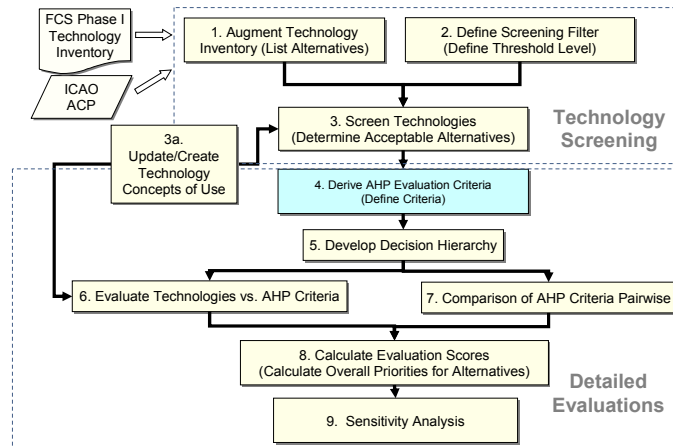 FCS Phase I
Technology
Inventory
ICAO
ACP
1. Augment Technology
Inventory (List Alternatives)
2. Define Screening Filter
(Define Threshold Level)
3. Screen Technologies
(Determine Acceptable Alternatives)
Technology
Screening
3a.
Update/Create
Technology
Concepts of Use
4. Derive AHP Evaluation Criteria
(Define Criteria)
5. Develop Decision Hierarchy
6. Evaluate Technologies vs. AHP Criteria
7. Comparison of AHP Criteria Pairwise
8. Calculate Evaluation Scores
(Calculate Overall Priorities for Alternatives)
Detailed
Evaluations
9. Sensitivity Analysis